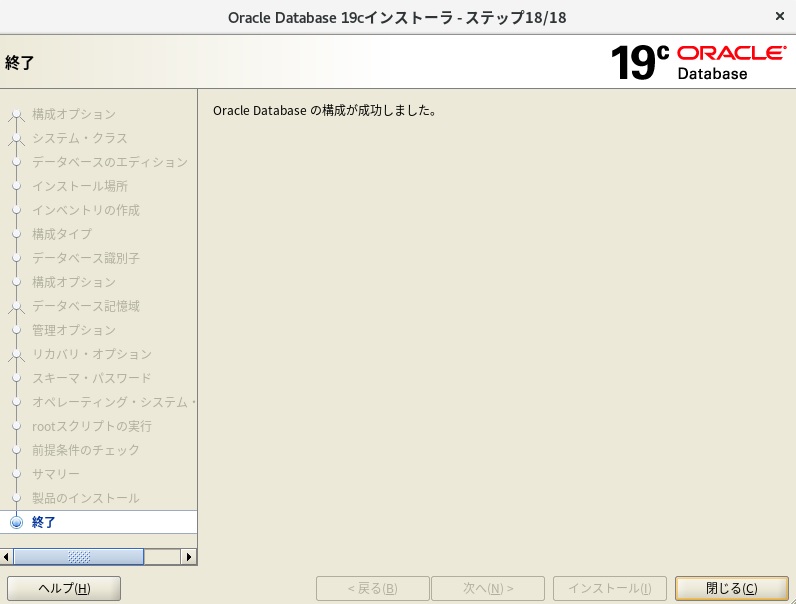 Oracle Database 19cインストーラ - ステップ18/18
終了
19c ORACLE
Database
構成オプション
システム・クラス
データベースのエディション
インストール場所
インベントリの作成
構成タイプ
データベース識別子
構成オプション
データベース記憶域
管理オプション
リカバリ・オプション
スキーマ・パスワード
オペレーティング・システム・
rootスクリプトの実行
前提条件のチェック
サマリー
製品のインストール
終了
Oracle Database の構成が成功しました。
ヘルプ(H)
< 戻る(B)
次へ(N) >
インストール(I)
閉じる(C)